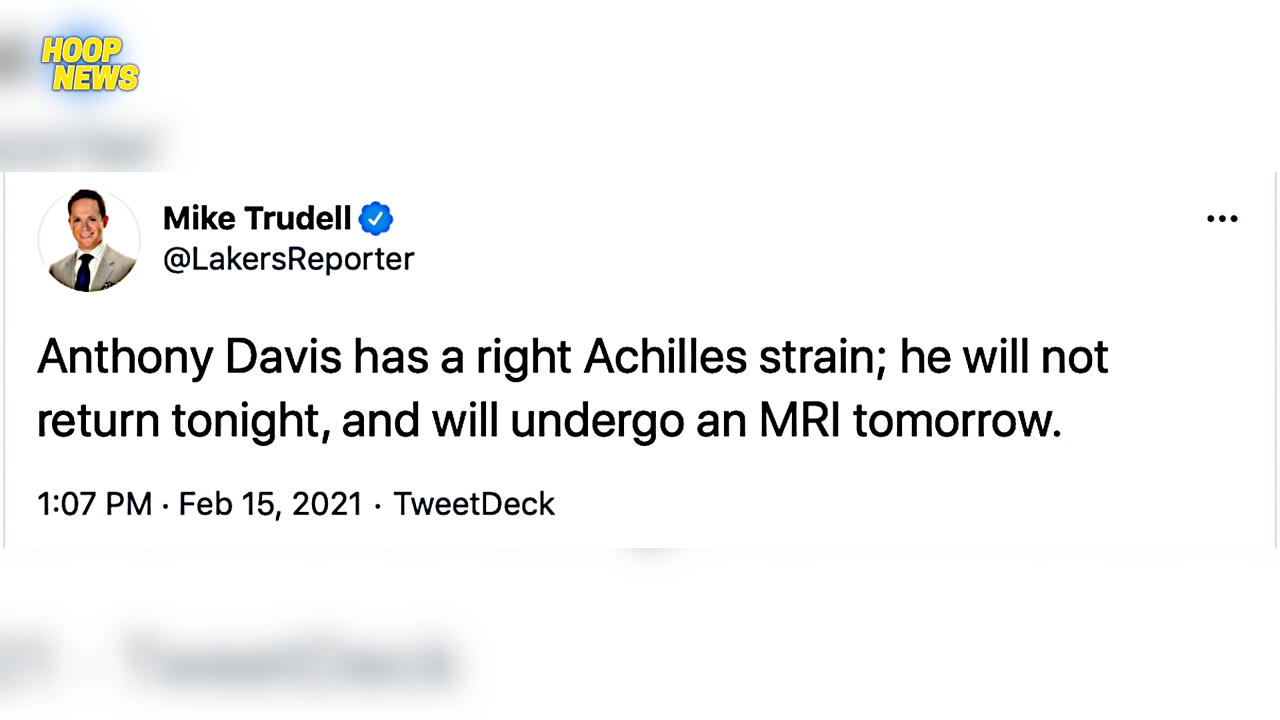 HOOP
NEWS
Mike Trudell
@LakersReporter
Anthony Davis has a right Achilles strain; he will not
return tonight, and will undergo an MRI tomorrow.
1:07 PM · Feb 15, 2021 · TweetDeck